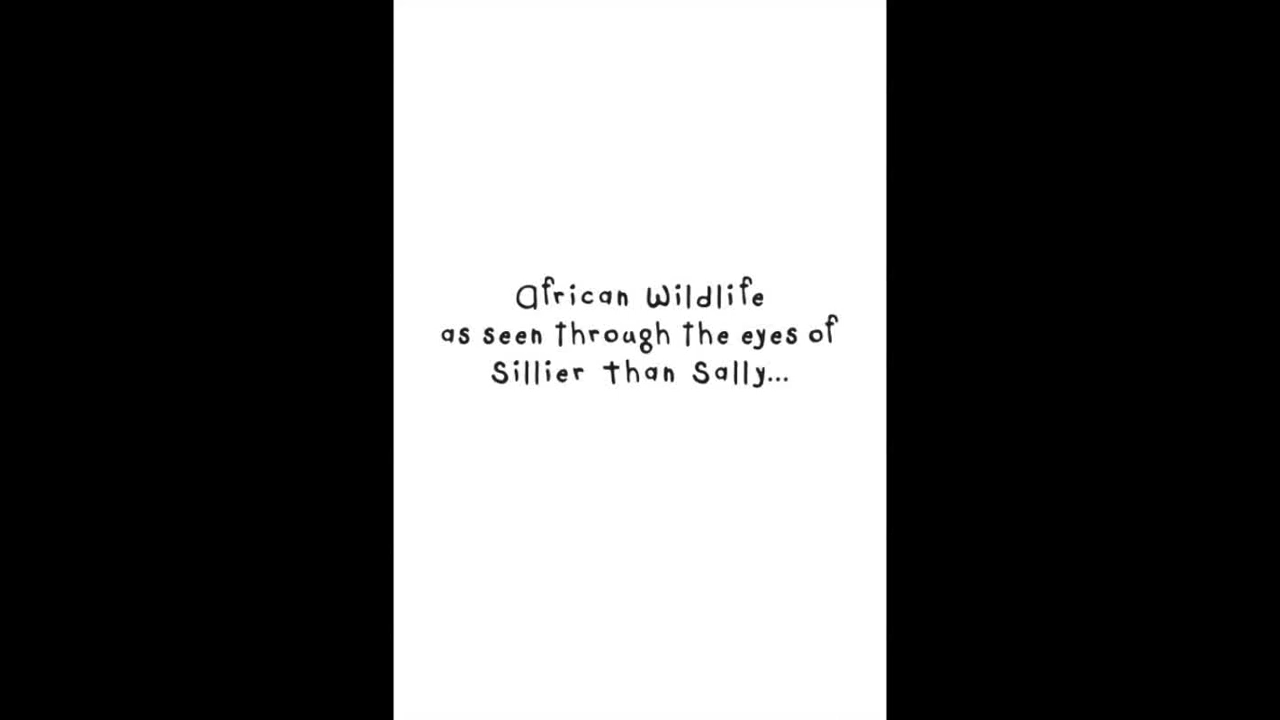 African Wildlife
as seen through the eyes of
Sillier than Sally...